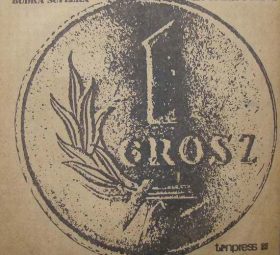 BUDKA SUFLERA
1
GROSZ
tonpress